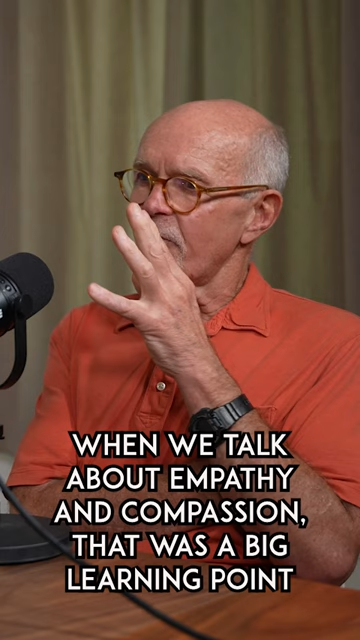 WHEN WE TALK
ABOUT EMPATHY
AND COMPASSION,
THAT WAS A BIG
LEARNING POINT